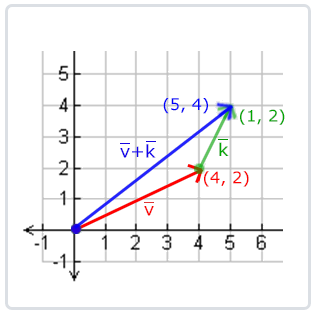 5
4
(5, 4)
(1, 2)
3
v̅+k̅
k̅
2
(4, 2)
1
v̅
-1 1 2 3 4 5 6
-1